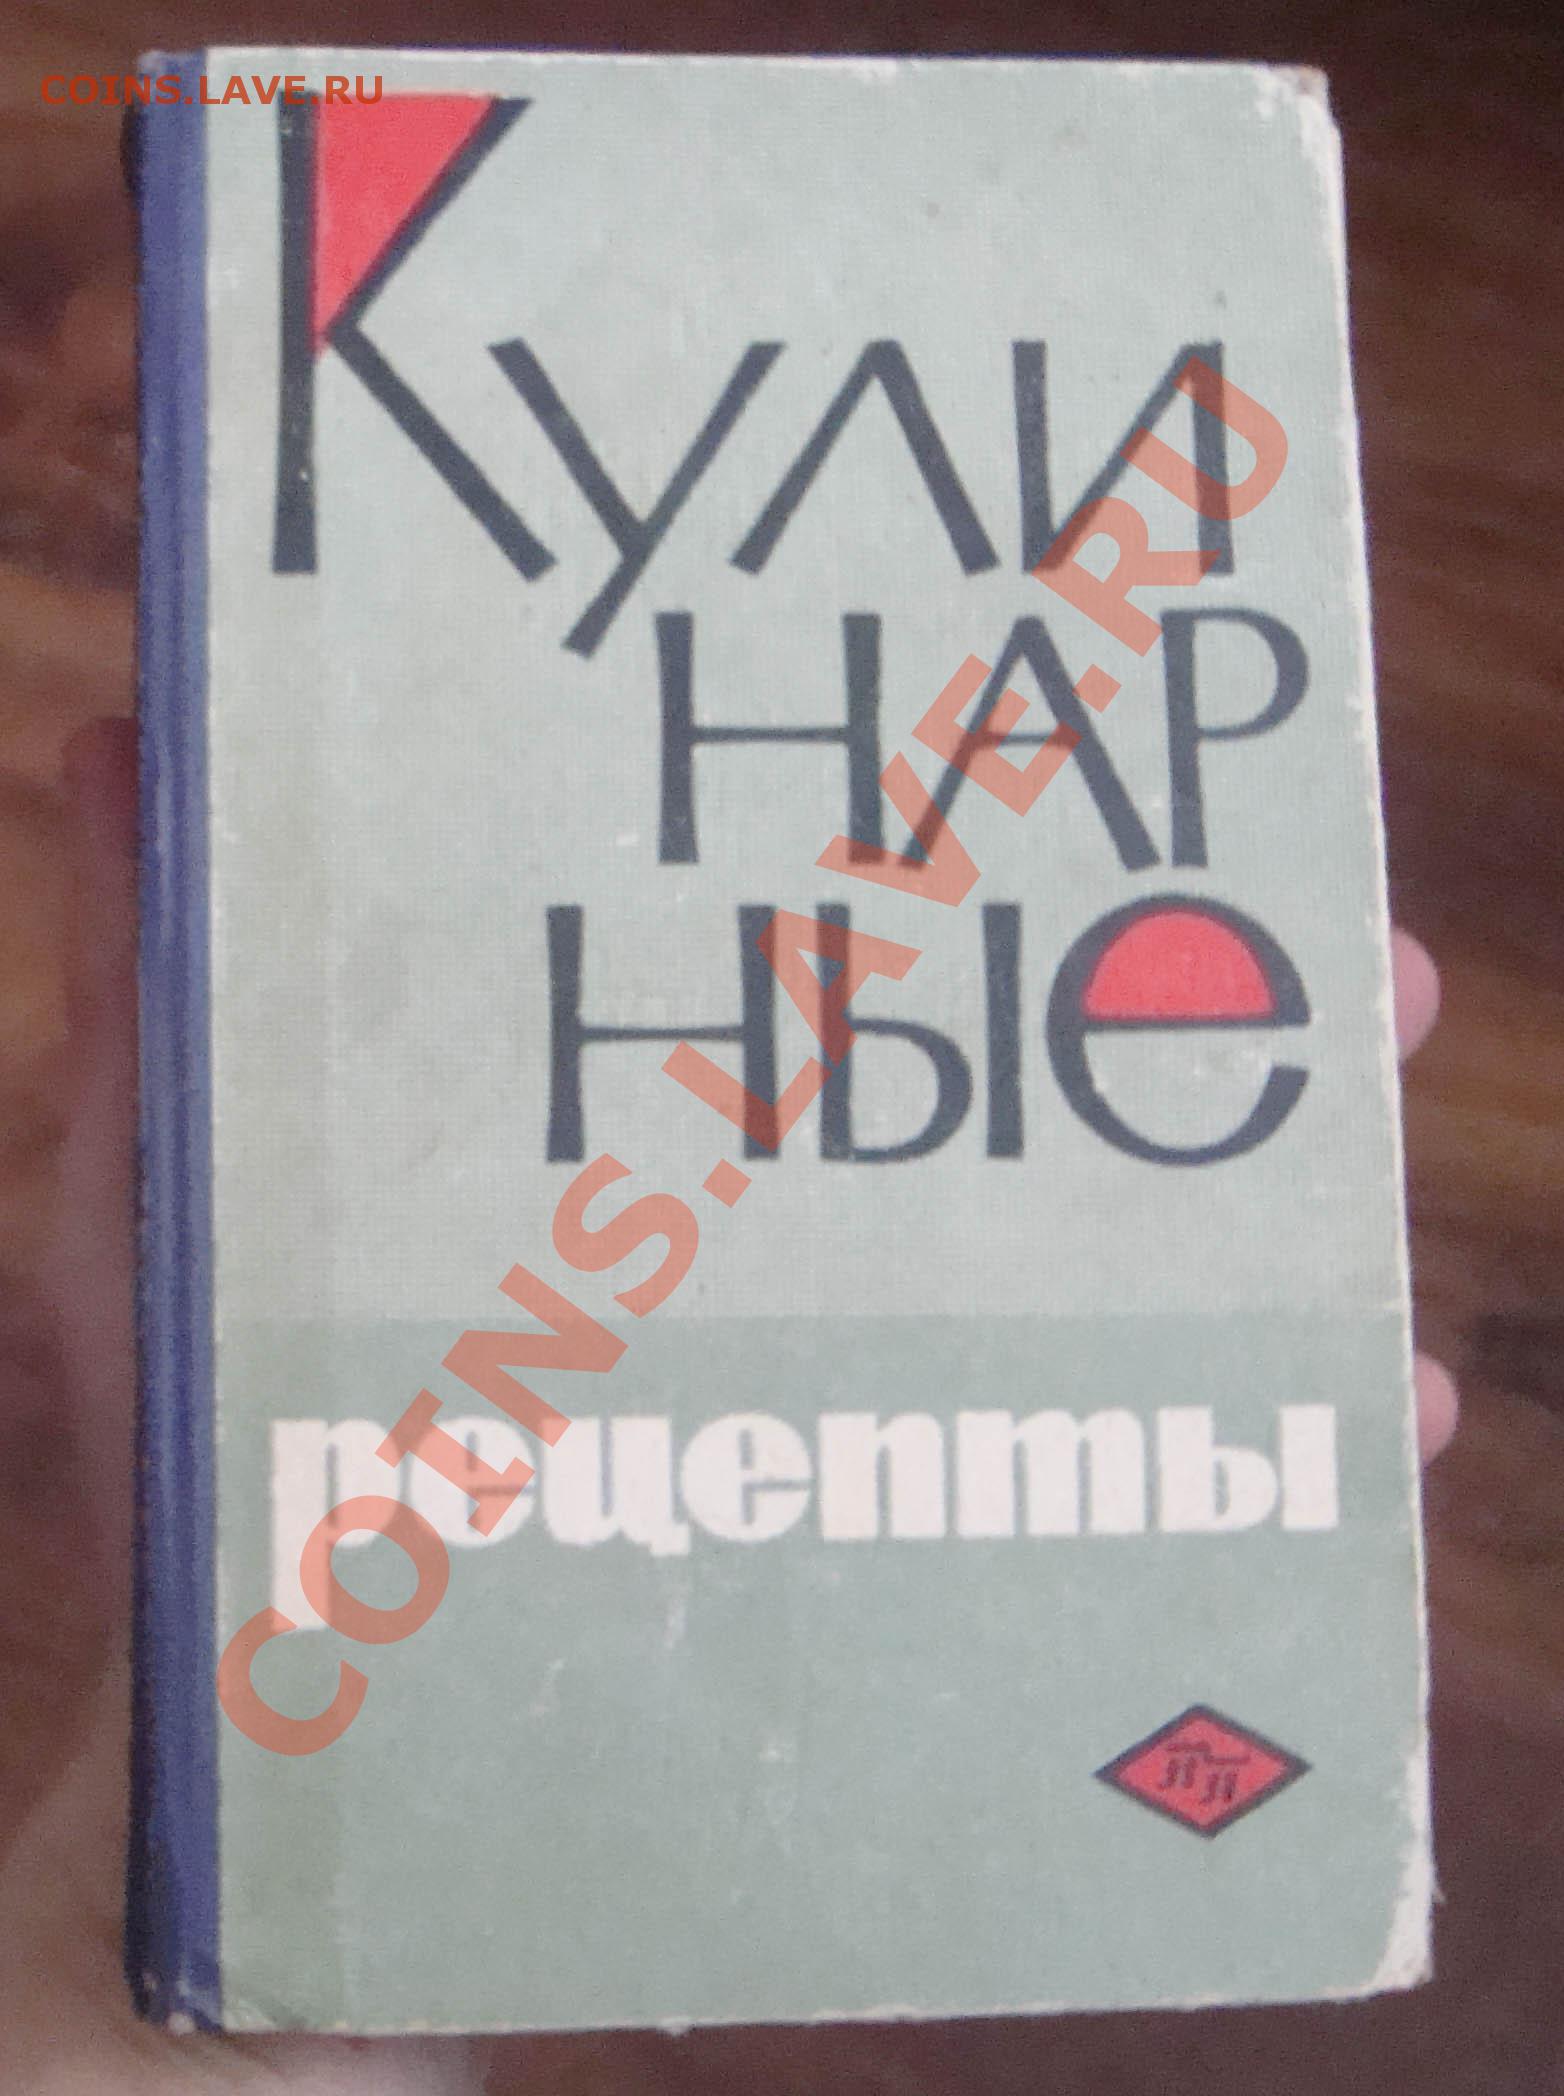 COINS.LAVE.RU
Кули
нар
ные
рецепты
ПП
COINS.LAVE.RU